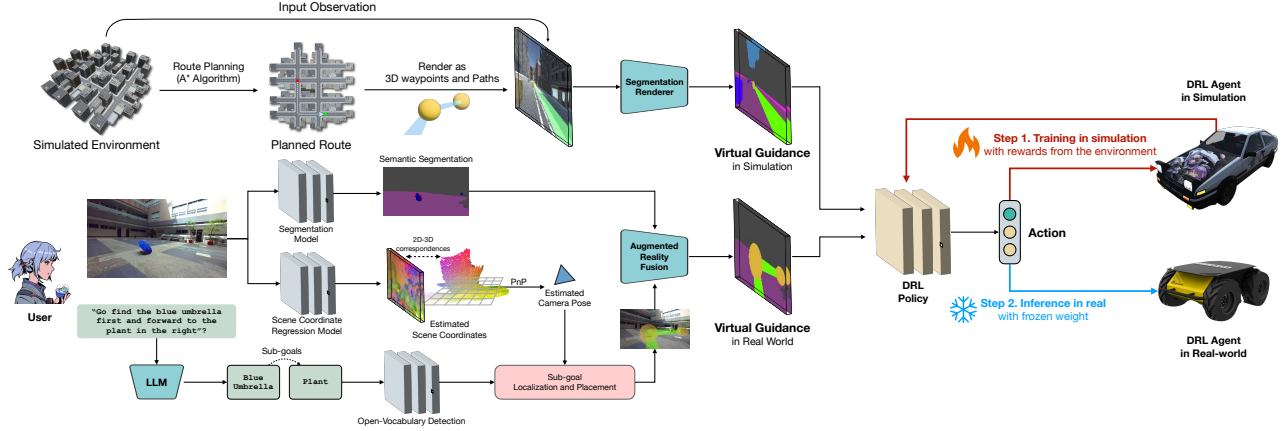 Input Observation
Route Planning
(A* Algorithm)
Render as
3D waypoints and Paths
Segmentation
Renderer
Simulated Environment
Planned Route
Virtual Guidance
in Simulation
DRL Agent
in Simulation
Step 1. Training in simulation
with rewards from the environment
Semantic Segmentation
Segmentation
Model
2D-3D
correspondences
PnP
Estimated
Camera Pose
Scene Coordinate
Regression Model
Estimated
Scene Coordinates
Augmented
Reality
Fusion
Virtual Guidance
in Real World
DRL
Policy
Action
Step 2. Inference in real
with frozen weight
DRL Agent
in Real-world
User
"Go find the blue umbrella
first and forward to the
plant in the right"?
LLM
Sub-goals
Blue
Umbrella
Plant
Open-Vocabulary Detection
Sub-goal
Localization and Placement